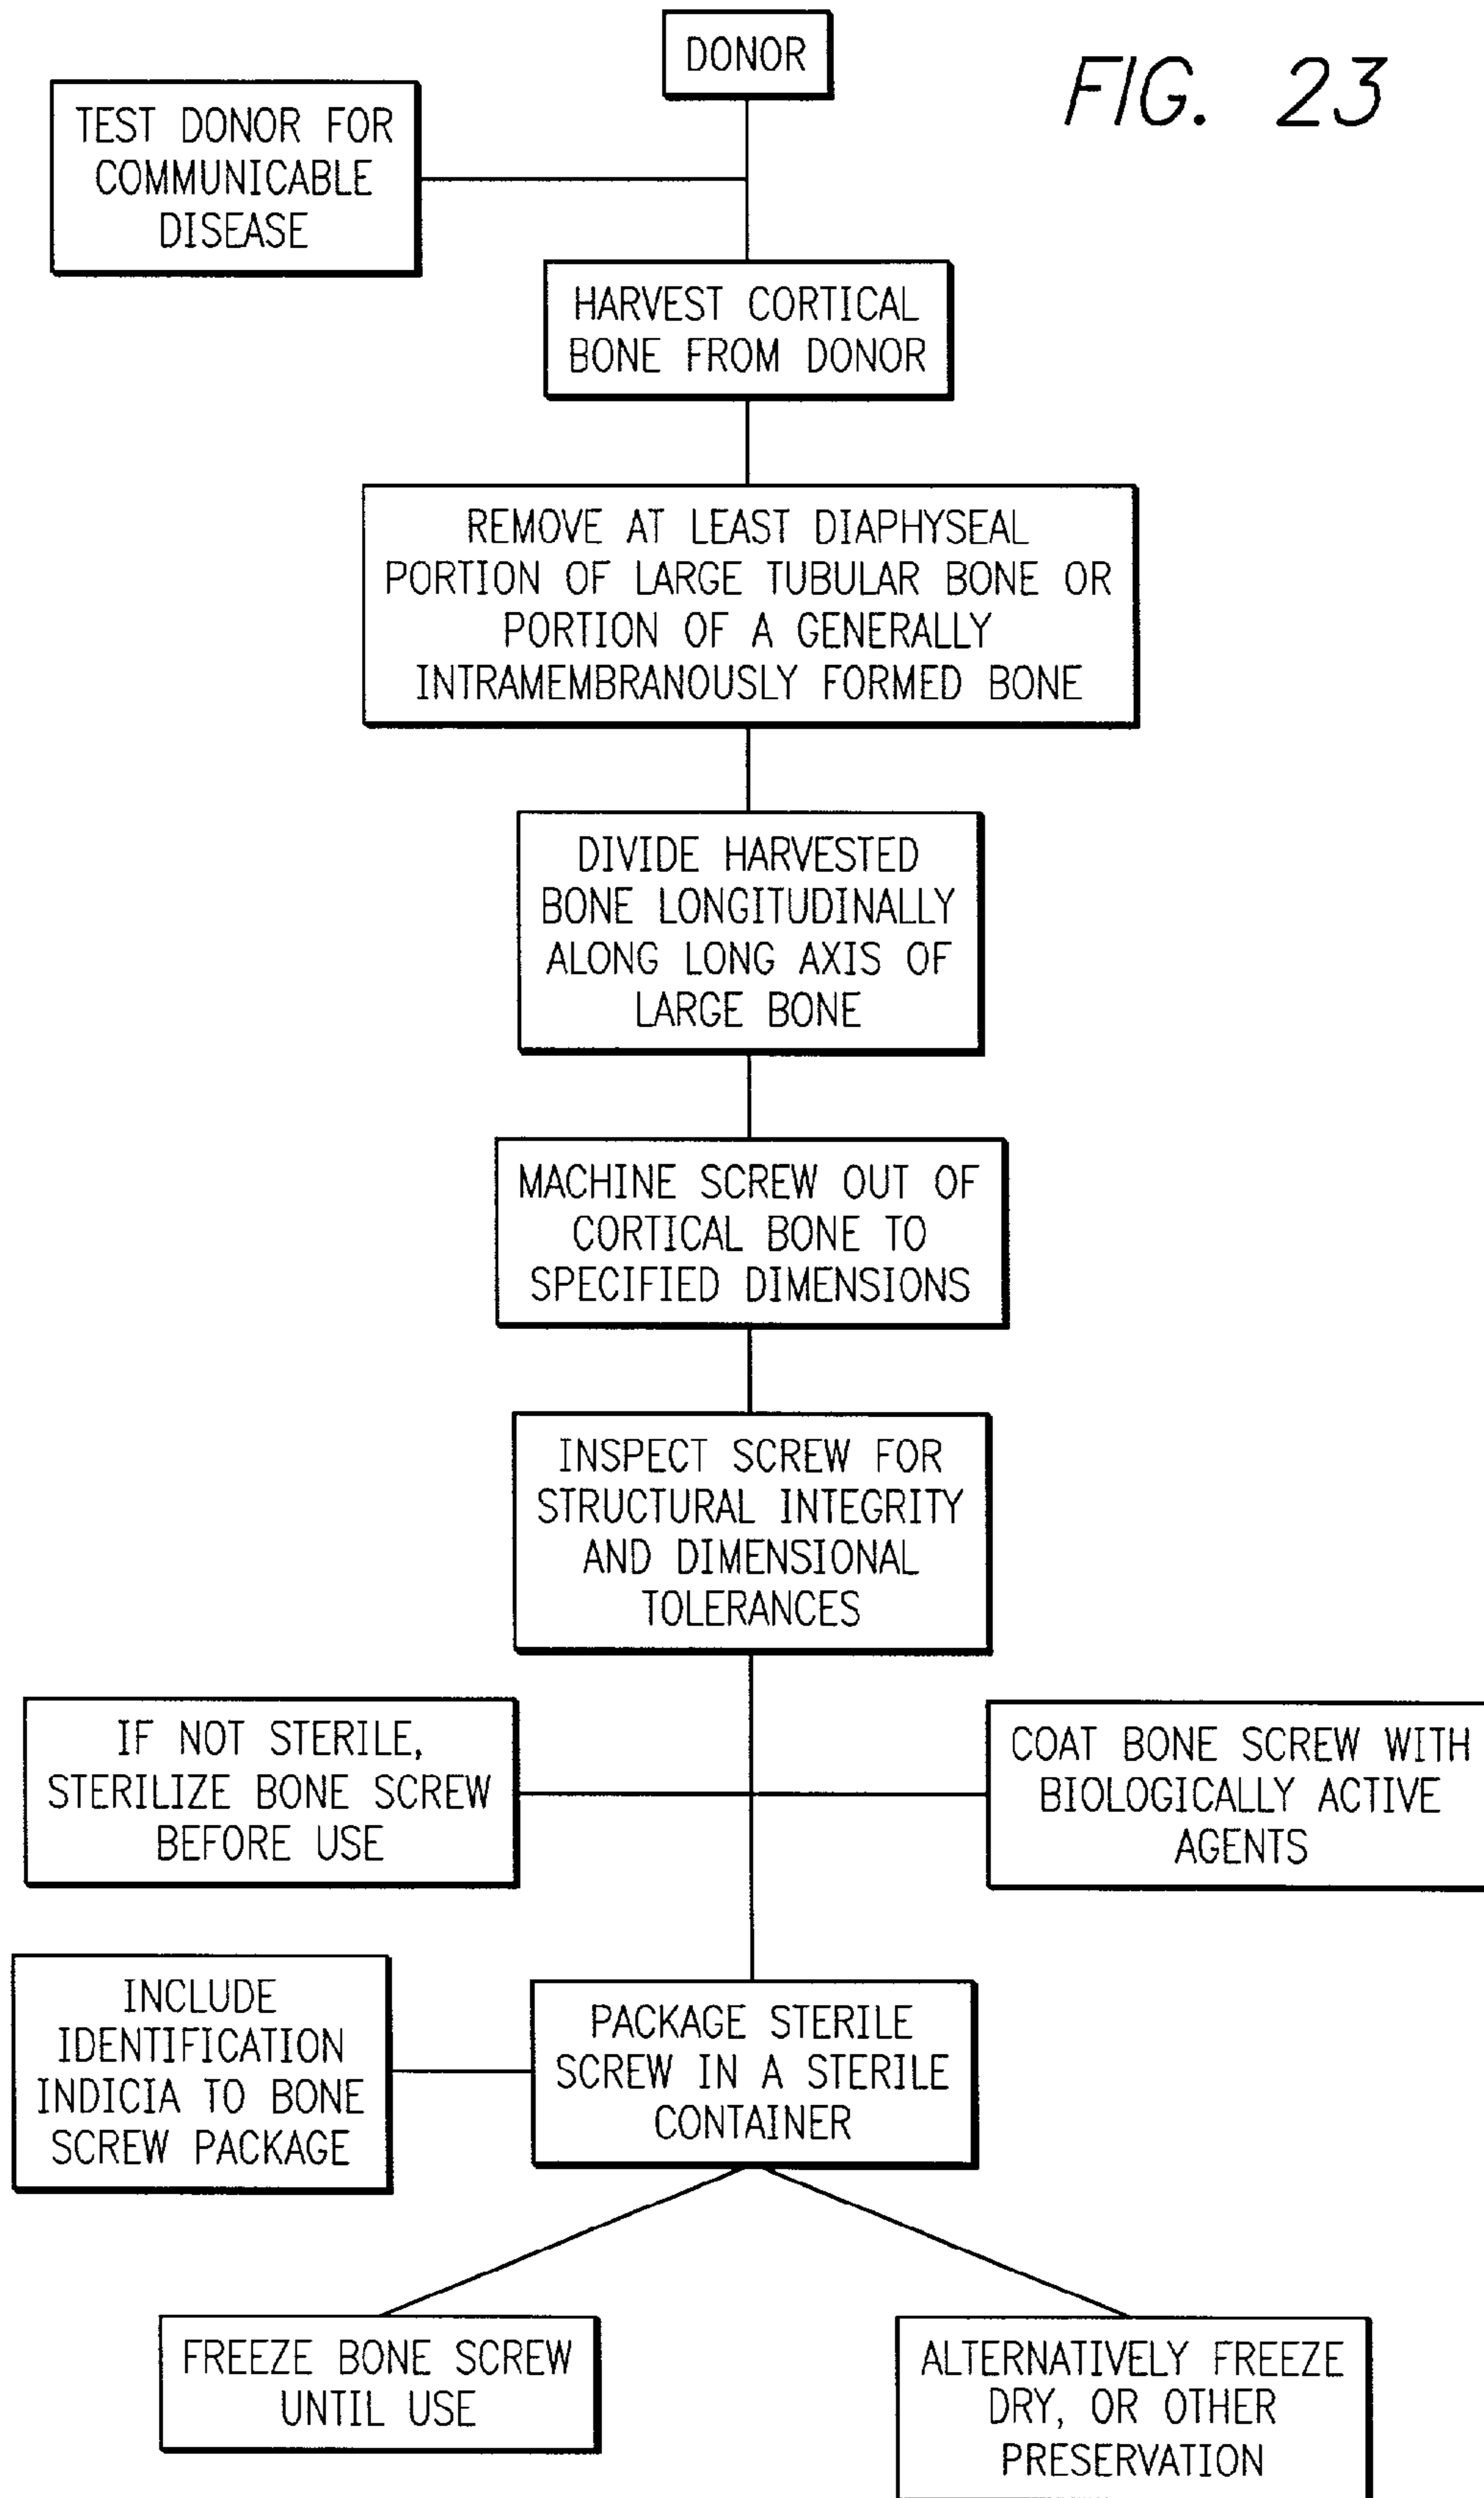 DONOR
FIG. 23
TEST DONOR FOR
COMMUNICABLE
DISEASE
HARVEST CORTICAL
BONE FROM DONOR
REMOVE AT LEAST DIAPHYSEAL
PORTION OF LARGE TUBULAR BONE OR
PORTION OF A GENERALLY
INTRAMEMBRANOUSLY FORMED BONE
DIVIDE HARVESTED
BONE LONGITUDINALLY
ALONG LONG AXIS OF
LARGE BONE
MACHINE SCREW OUT OF
CORTICAL BONE TO
SPECIFIED DIMENSIONS
INSPECT SCREW FOR
STRUCTURAL INTEGRITY
AND DIMENSIONAL
TOLERANCES
IF NOT STERILE,
STERILIZE BONE SCREW
BEFORE USE
COAT BONE SCREW WITH
BIOLOGICALLY ACTIVE
AGENTS
INCLUDE
IDENTIFICATION
INDICIA TO BONE
SCREW PACKAGE
PACKAGE STERILE
SCREW IN A STERILE
CONTAINER
FREEZE BONE SCREW
UNTIL USE
ALTERNATIVELY FREEZE
DRY, OR OTHER
PRESERVATION